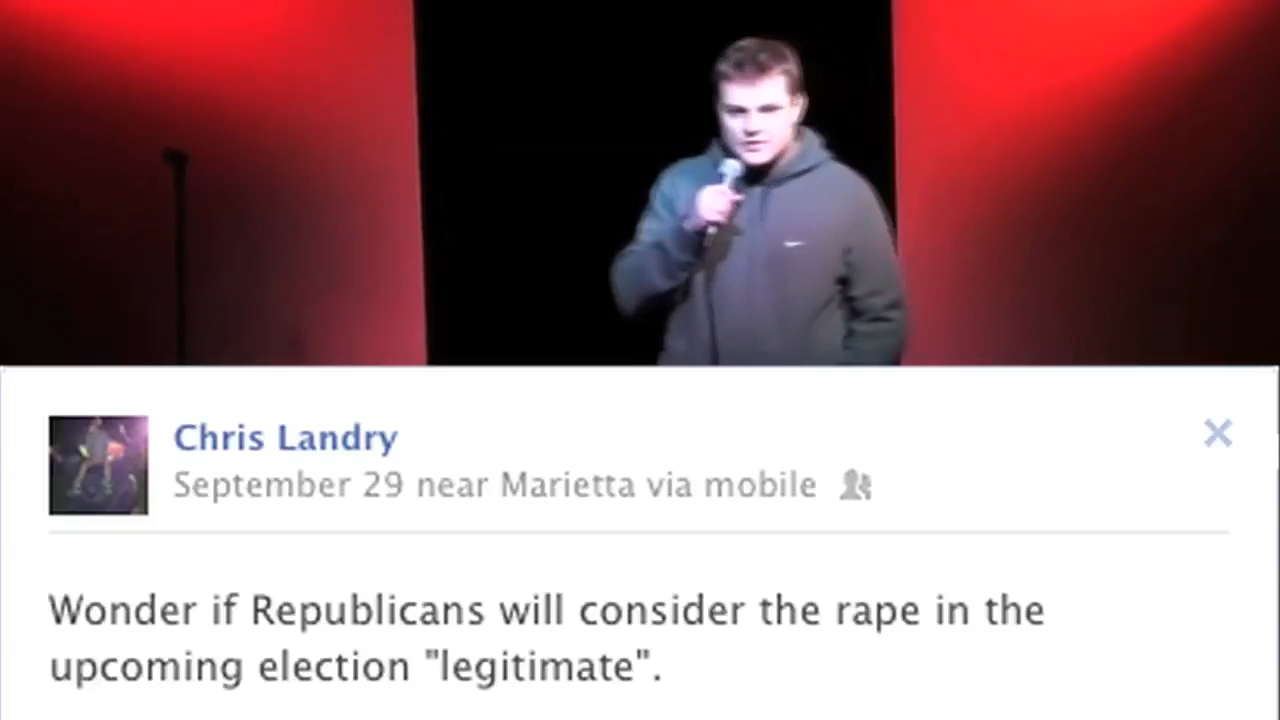 Chris Landry
September 29 near Marietta via mobile
Wonder if Republicans will consider the rape in the
upcoming election "legitimate".